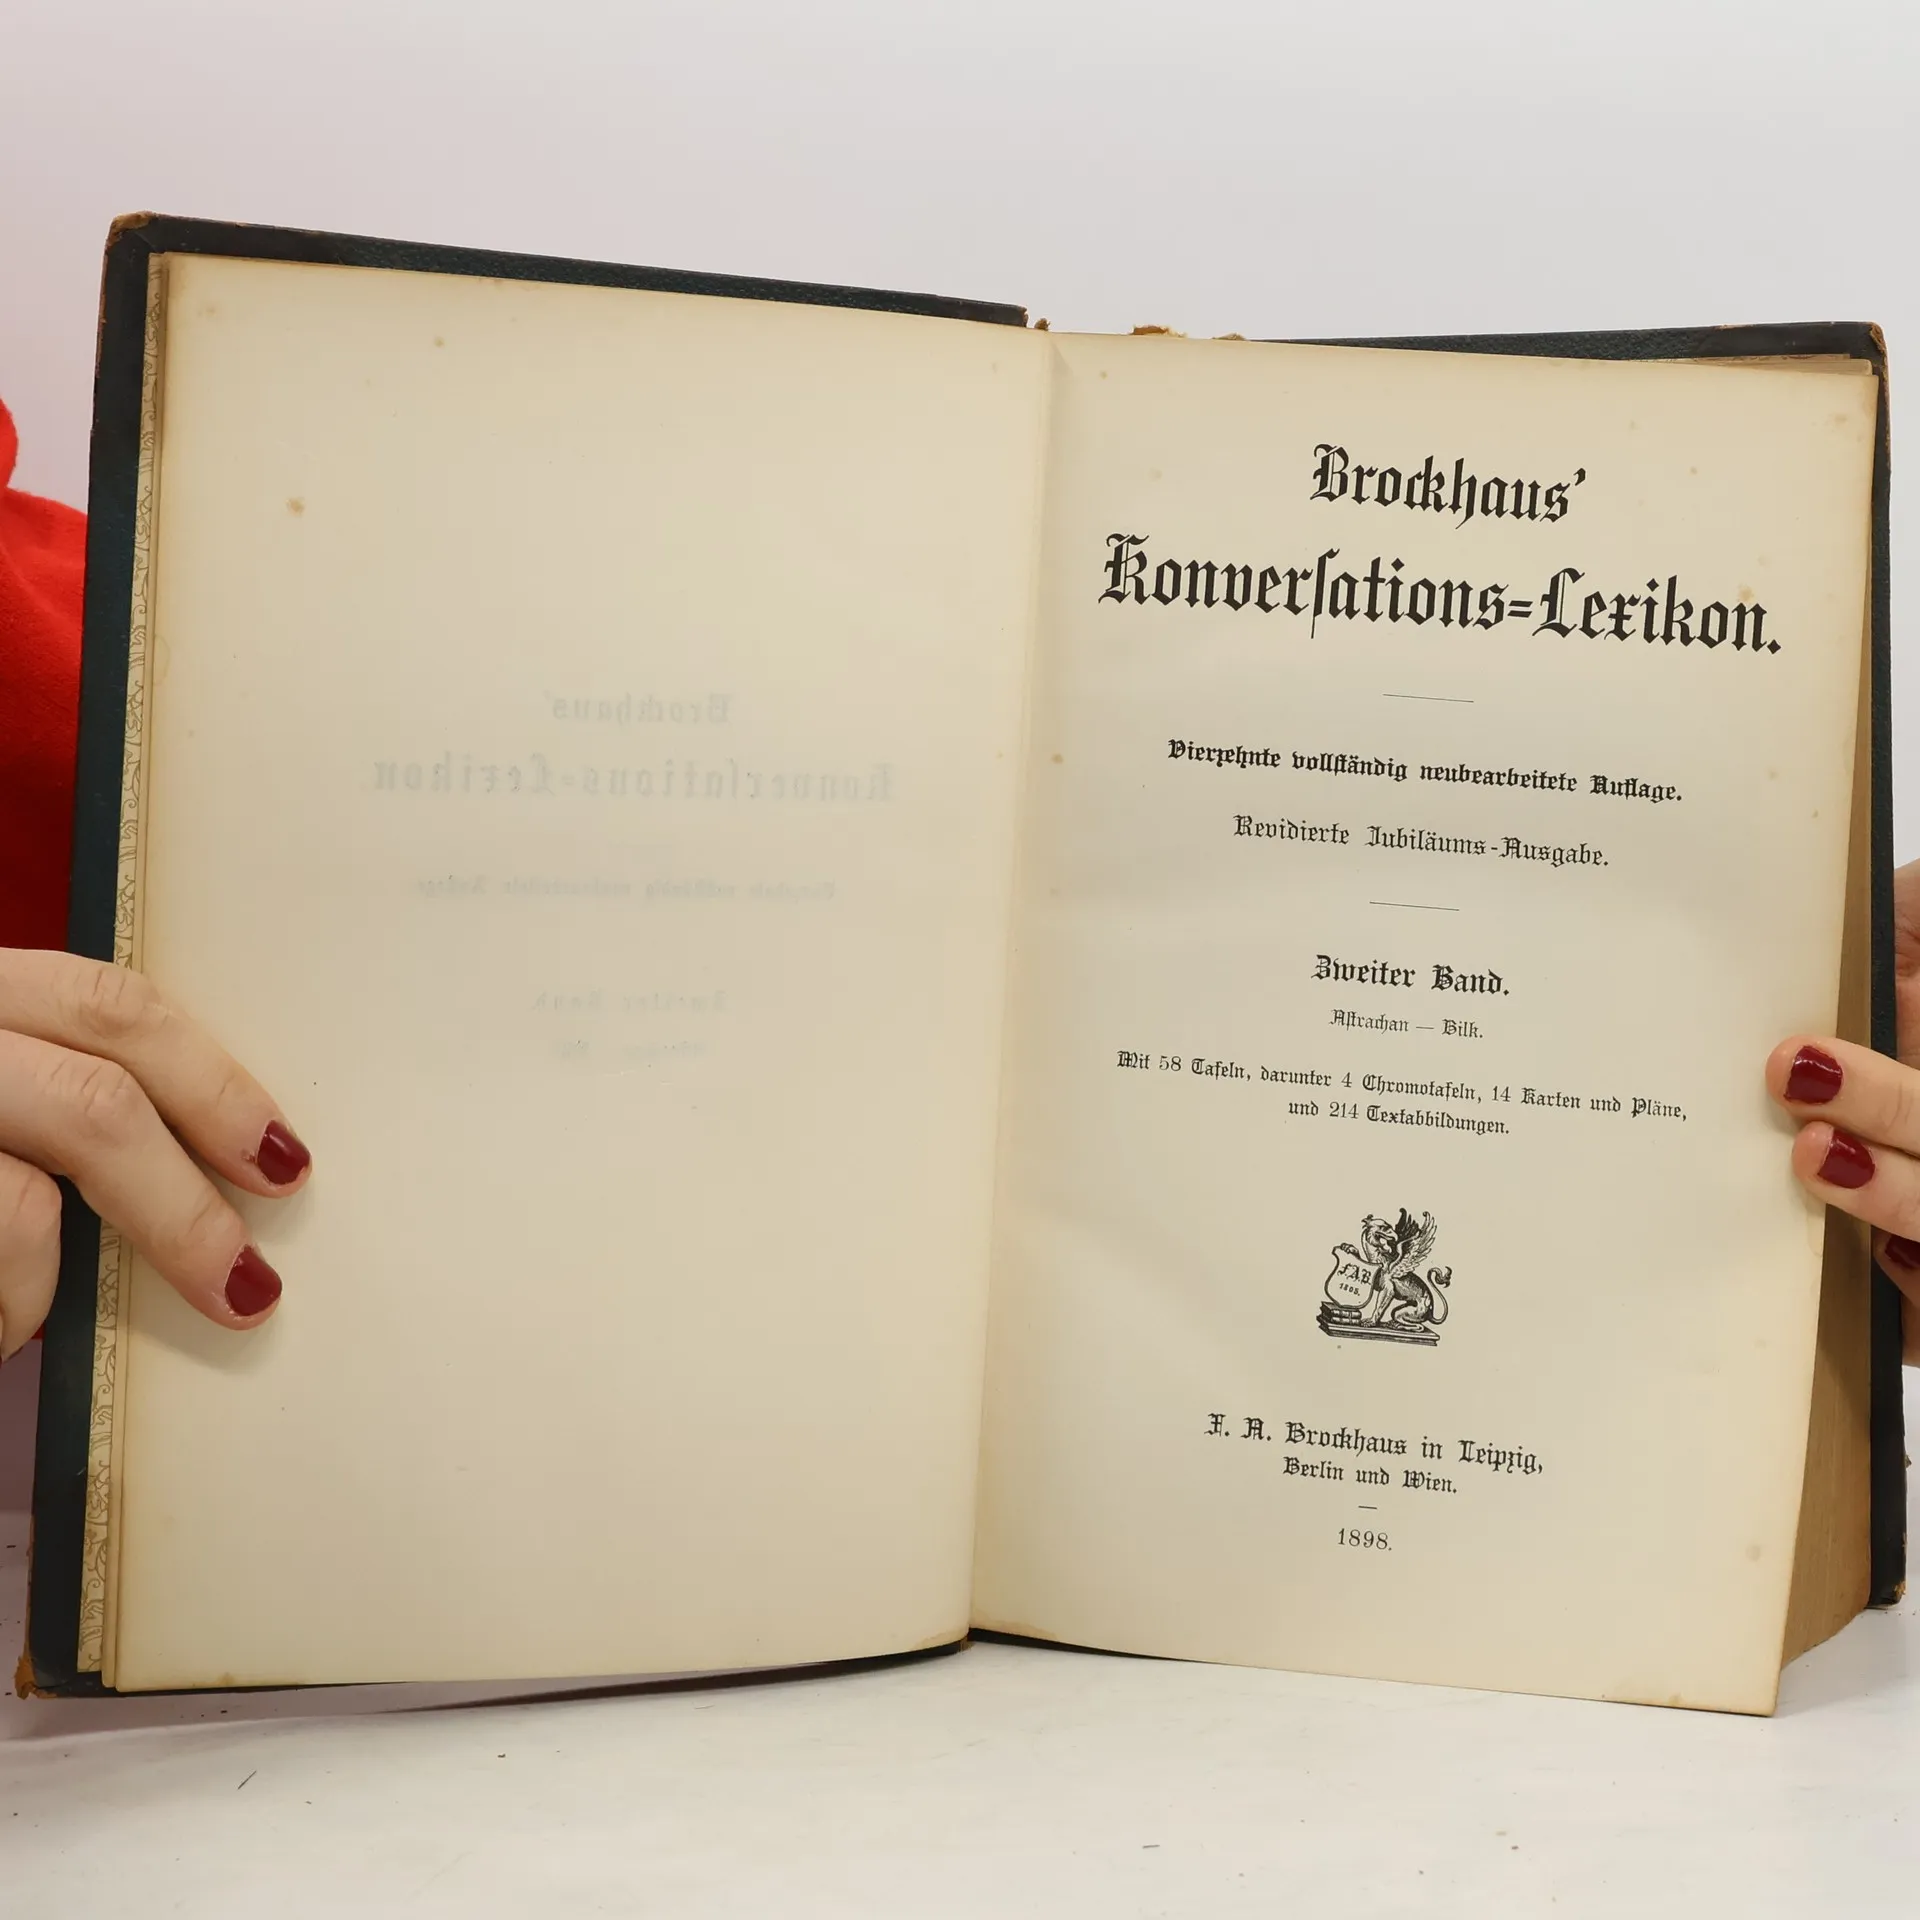 Brockhaus’
Konverſations=Lexikon.
Vierzehnte vollſtändig neubearbeitete Auflage.
Revidierte Jubiläums-Ausgabe.
Zweiter Band.
Aſtrachan — Bilk.
Mit 58 Tafeln, darunter 4 Chromotafeln, 14 Karten und Pläne,
und 214 Textabbildungen.
F.A.B.
1805.
F. A. Brockhaus in Leipzig,
Berlin und Wien.
1898.